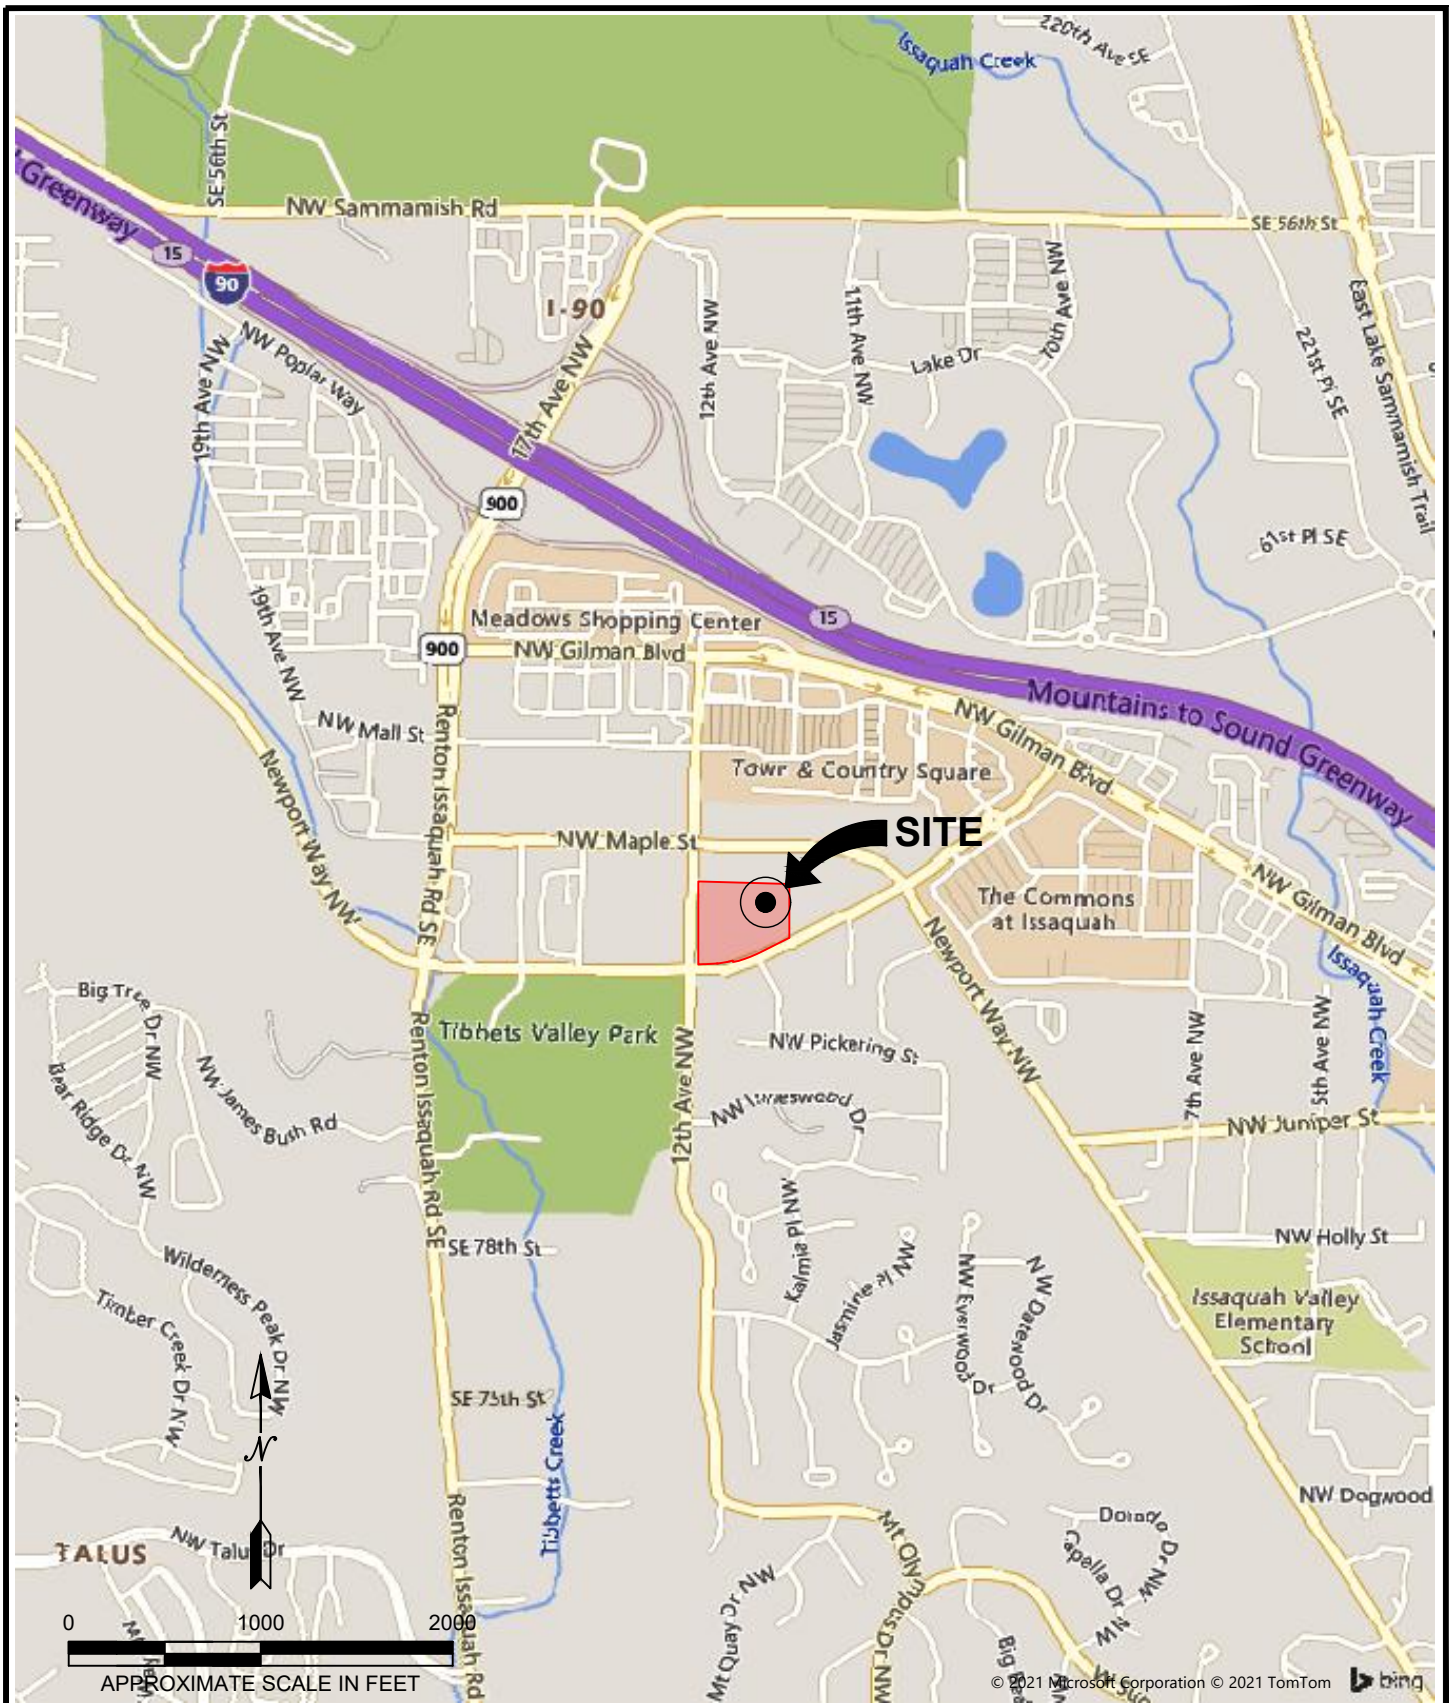 220th Ave SE
Issaquah Creek
SE 56th St
Greenway
NW Sammamish Rd
SE 56th St
15
90
I-90
12th Ave NW
11th Ave NW
70th Ave NW
East Lake Sammamish Trail
221st Pl SE
NW Poplar Way
19th Ave NW
17th Ave NW
Lake Dr
900
61st Pl SE
19th Ave NW
Meadows Shopping Center
15
900
NW Gilman Blvd
Mountains to Sound Greenway
NW Mall St
Renton Issaquah Rd SE
NW Gilman Blvd
Newport Way NW
Town & Country Square
NW Maple St
SITE
The Commons
at Issaquah
NW Gilman Blvd
Newport Way NW
Issaquah Creek
Big Tree Dr NW
Tibbets Valley Park
NW Pickering St
7th Ave NW
5th Ave NW
Bear Ridge Dr NW
NW James Bush Rd
Renton Issaquah Rd SE
12th Ave NW
NW
Dr
NW Juniper St
Kalmia Pl NW
Jasmine Pl NW
NW Everwood Dr
NW Datewood Dr
NW Holly St
SE 78th St
Wilderness Peak Dr NW
Timber Creek Dr NW
Issaquah Valley
Elementary
School
SE 75th St
N
Tibbetts Creek
NW Dogwood
Renton Issaquah Rd
Mt Olympus Dr NW
Dorado Dr NW
Capella Dr NW
TALUS
NW Talus Dr
Mt Quay Dr NW
Big
0 1000 2000
APPROXIMATE SCALE IN FEET
© 2021 Microsoft Corporation © 2021 TomTom
bing